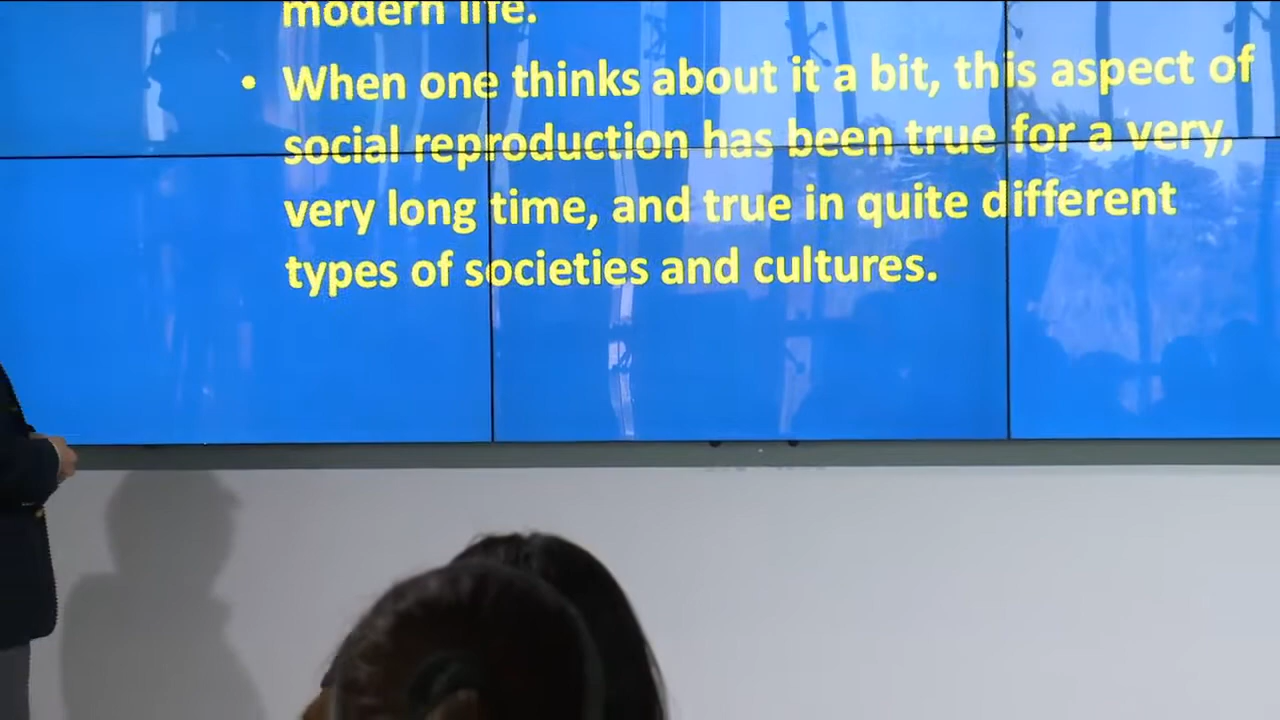 modern life.
• When one thinks about it a bit, this aspect of
social reproduction has been true for a very,
very long time, and true in quite different
types of societies and cultures.